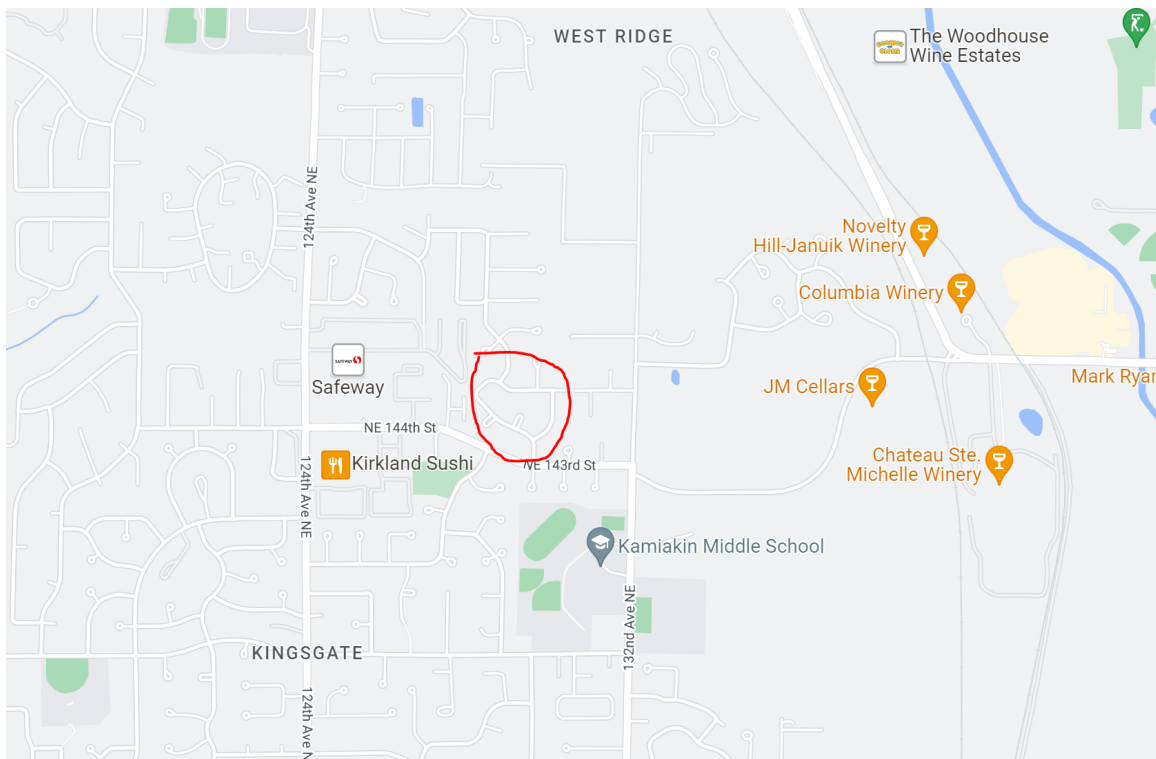 WEST RIDGE
The Woodhouse
Wine Estates
124th Ave NE
Novelty
Hill-Januik Winery
Columbia Winery
SAFEWAY
Safeway
JM Cellars
Mark Ryan
NE 144th St
Kirkland Sushi
NE 143rd St
Chateau Ste.
Michelle Winery
124th Ave NE
Kamiakin Middle School
132nd Ave NE
KINGSGATE
124th Ave N